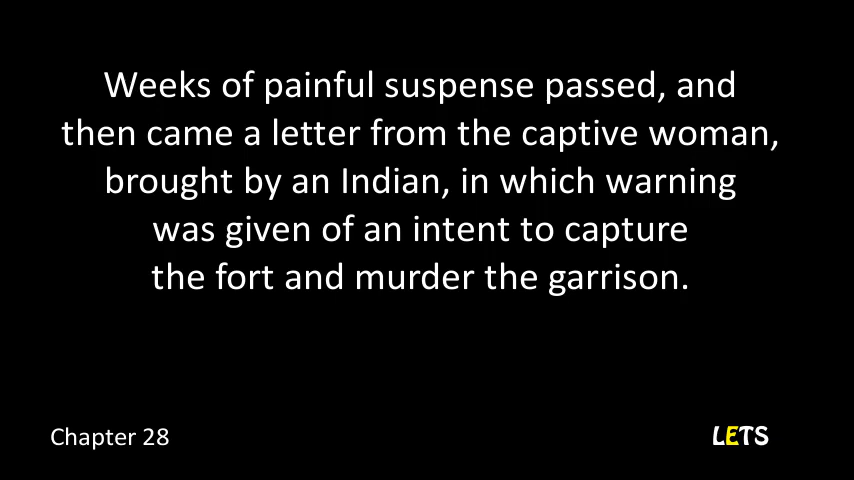 Weeks of painful suspense passed, and
then came a letter from the captive woman,
brought by an Indian, in which warning
was given of an intent to capture
the fort and murder the garrison.
Chapter 28
LETS